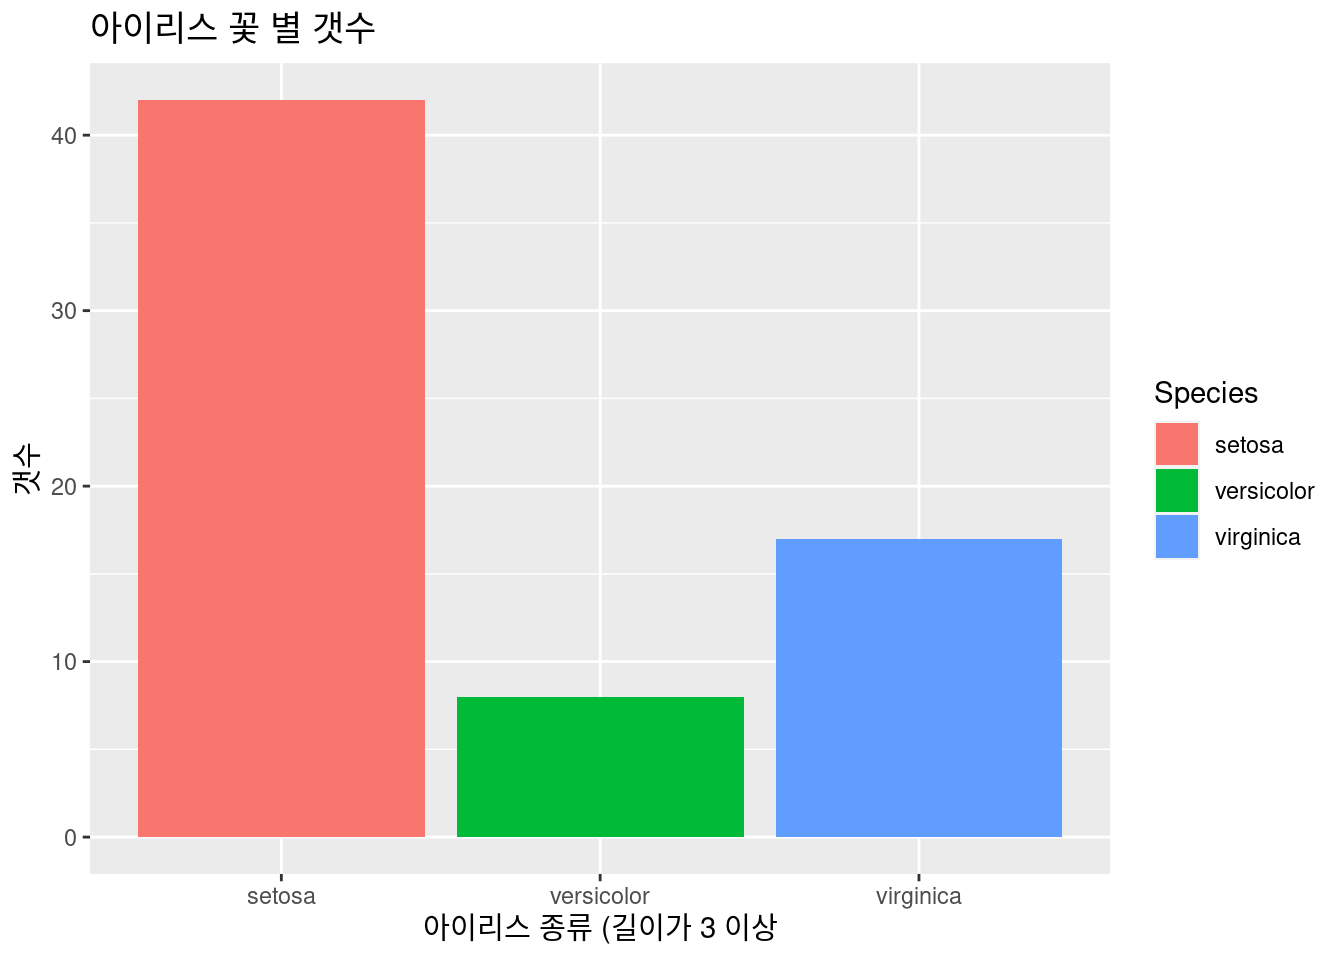 아이리스 꽃 별 갯수
갯수
40
30
20
10
0
setosa versicolor virginica
아이리스 종류 (길이가 3 이상
Species
setosa
versicolor
virginica